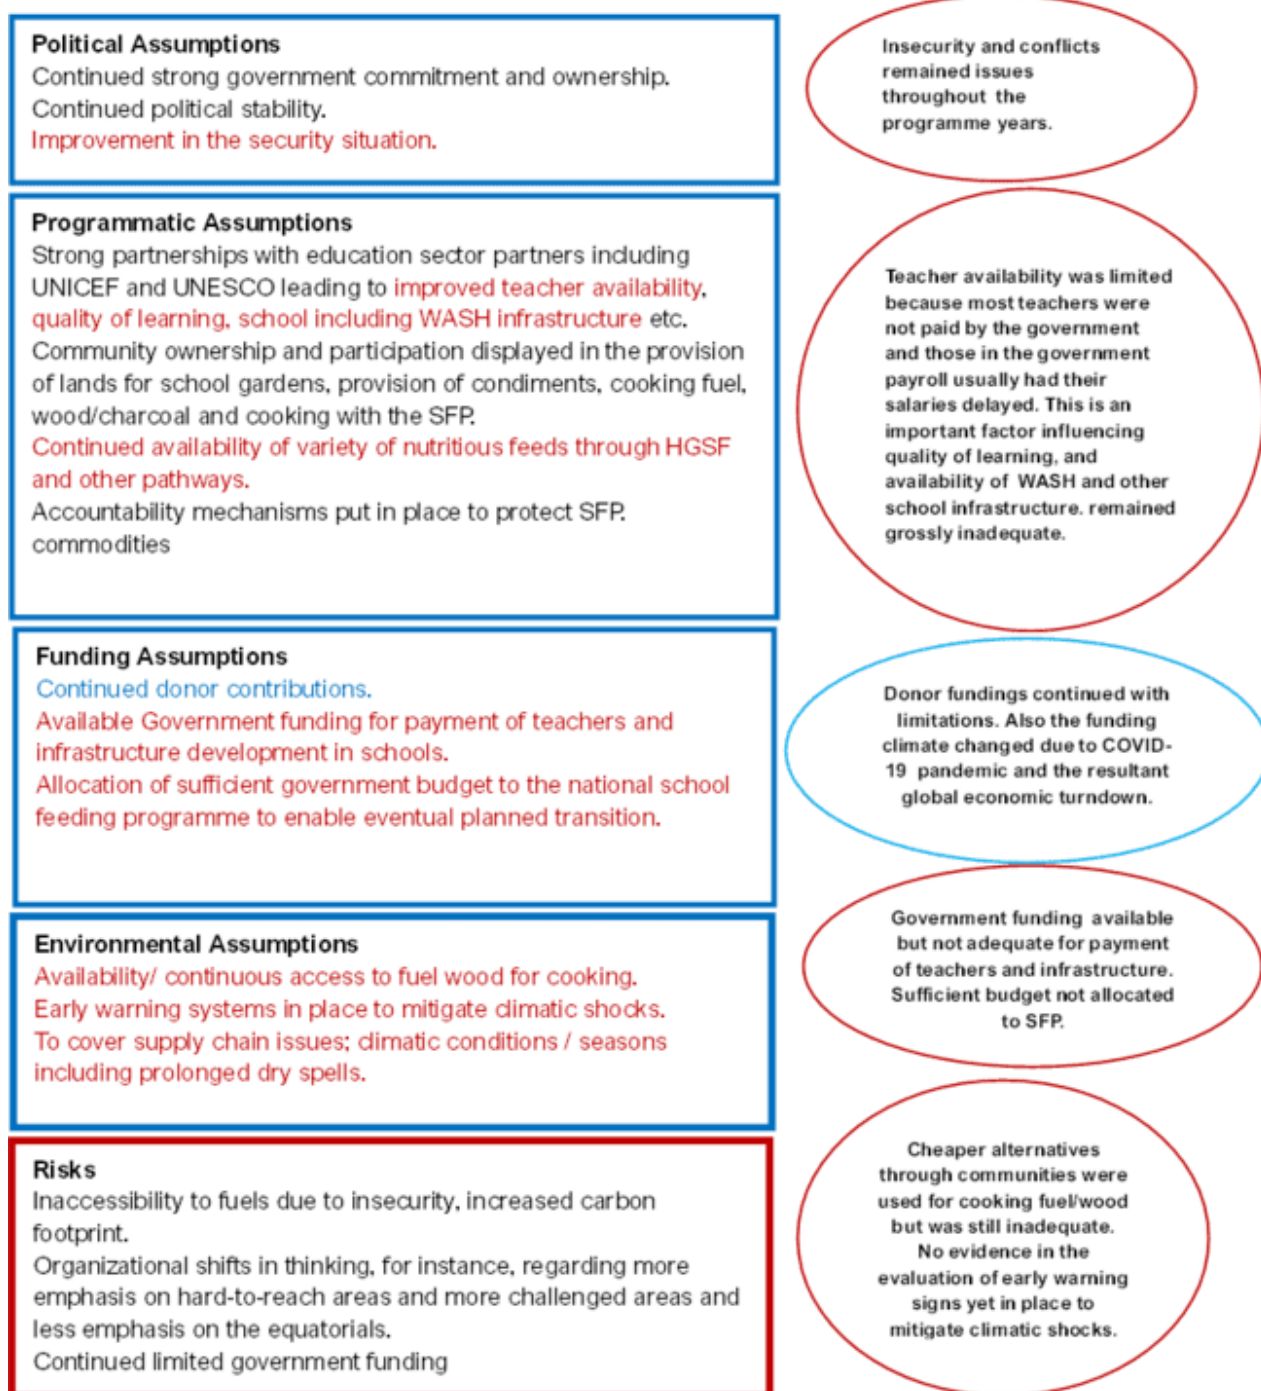 Political Assumptions
Continued strong government commitment and ownership.
Continued political stability.
Improvement in the security situation.
Insecurity and conflicts
remained issues
throughout the
programme years.
Programmatic Assumptions
Strong partnerships with education sector partners including
UNICEF and UNESCO leading to improved teacher availability,
quality of learning, school including WASH infrastructure etc.
Community ownership and participation displayed in the provision
of lands for school gardens, provision of condiments, cooking fuel,
wood/charcoal and cooking with the SFP.
Continued availability of variety of nutritious feeds through HGSF
and other pathways.
Accountability mechanisms put in place to protect SFP.
commodities
Teacher availability was limited
because most teachers were
not paid by the government
and those in the government
payroll usually had their
salaries delayed. This is an
important factor influencing
quality of learning, and
availability of WASH and other
school infrastructure. remained
grossly inadequate.
Funding Assumptions
Continued donor contributions.
Available Government funding for payment of teachers and
infrastructure development in schools.
Allocation of sufficient government budget to the national school
feeding programme to enable eventual planned transition.
Donor fundings continued with
limitations. Also the funding
climate changed due to COVID-
19 pandemic and the resultant
global economic turndown.
Environmental Assumptions
Availability/ continuous access to fuel wood for cooking.
Early warning systems in place to mitigate climatic shocks.
To cover supply chain issues; climatic conditions / seasons
including prolonged dry spells.
Government funding available
but not adequate for payment
of teachers and infrastructure.
Sufficient budget not allocated
to SFP.
Risks
Inaccessibility to fuels due to insecurity, increased carbon
footprint.
Organizational shifts in thinking, for instance, regarding more
emphasis on hard-to-reach areas and more challenged areas and
less emphasis on the equatorials.
Continued limited government funding
Cheaper alternatives
through communities were
used for cooking fuel/wood
but was still inadequate.
No evidence in the
evaluation of early warning
signs yet in place to
mitigate climatic shocks.